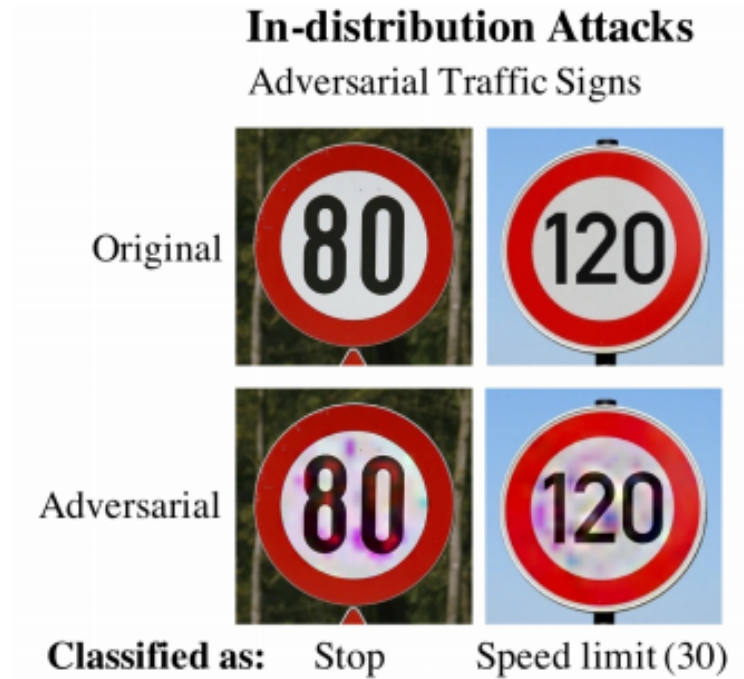 In-distribution Attacks
Adversarial Traffic Signs
Original
80
120
Adversarial
80
120
Classified as: Stop Speed limit (30)